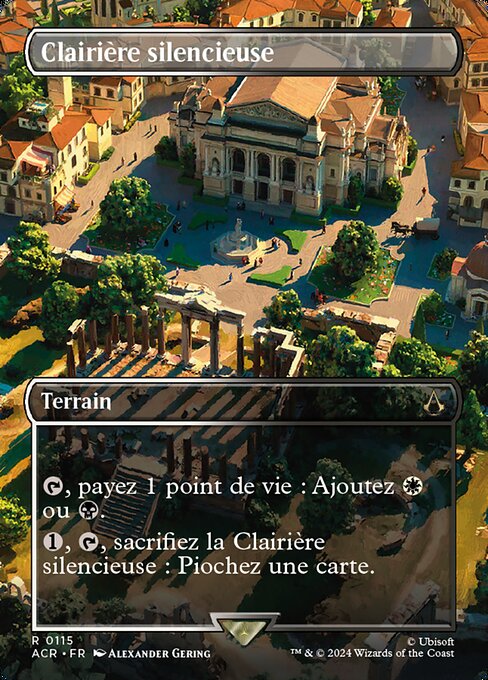 Clairière silencieuse
Terrain
, payez 1 point de vie : Ajoutez
ou .
1, , sacrifiez la Clairière
silencieuse : Piochez une carte.
R 0115
ACR • FR Alexander Gering
© Ubisoft
™ & © 2024 Wizards of the Coast